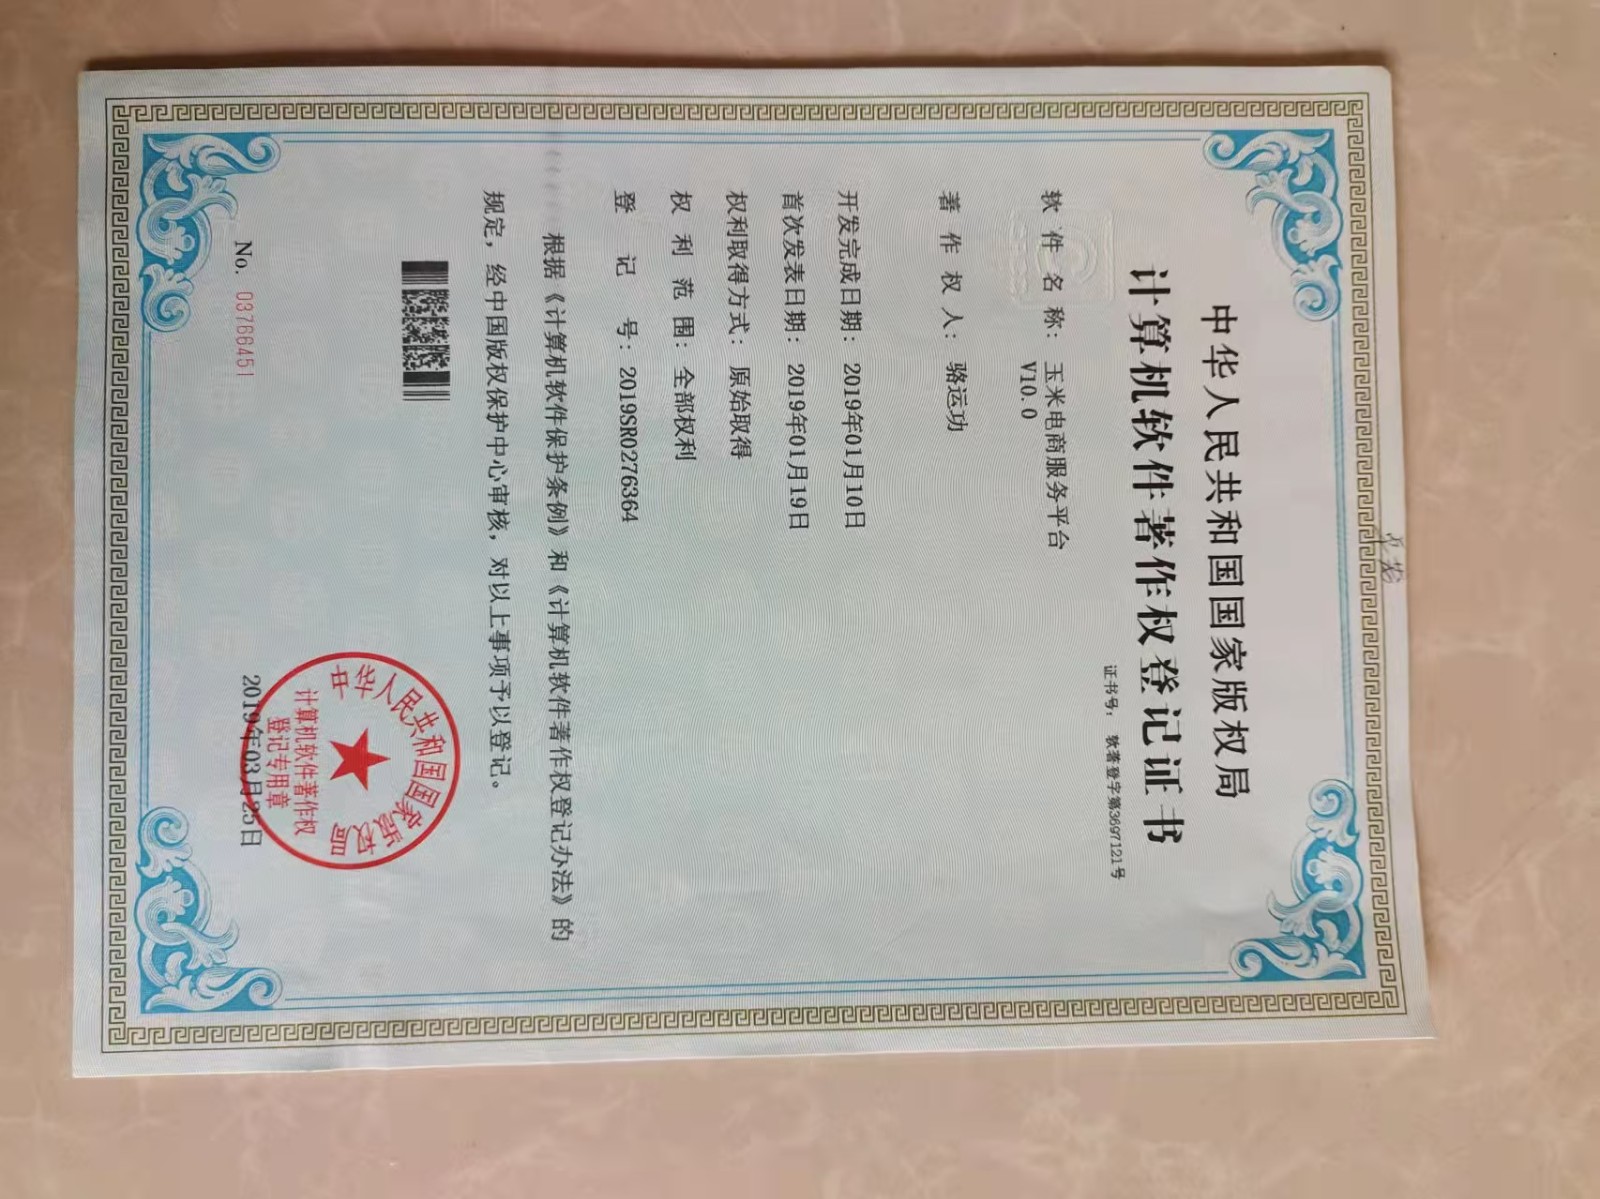 中华人民共和国国家版权局
计算机软件著作权登记证书
证书号： 软著登字第3697121号
软件名称： 玉米电商服务平台
V10.0
著作权人： 骆运功
开发完成日期： 2019年01月10日
首次发表日期： 2019年01月19日
权利取得方式： 原始取得
权利范围： 全部权利
登记号： 2019SR0276364
根据《计算机软件保护条例》和《计算机软件著作权登记办法》的
规定，经中国版权保护中心审核，对以上事项予以登记。
中华人民共和国国家版权局
计算机软件著作权
登记专用章
No. 03766451
2019年03月25日